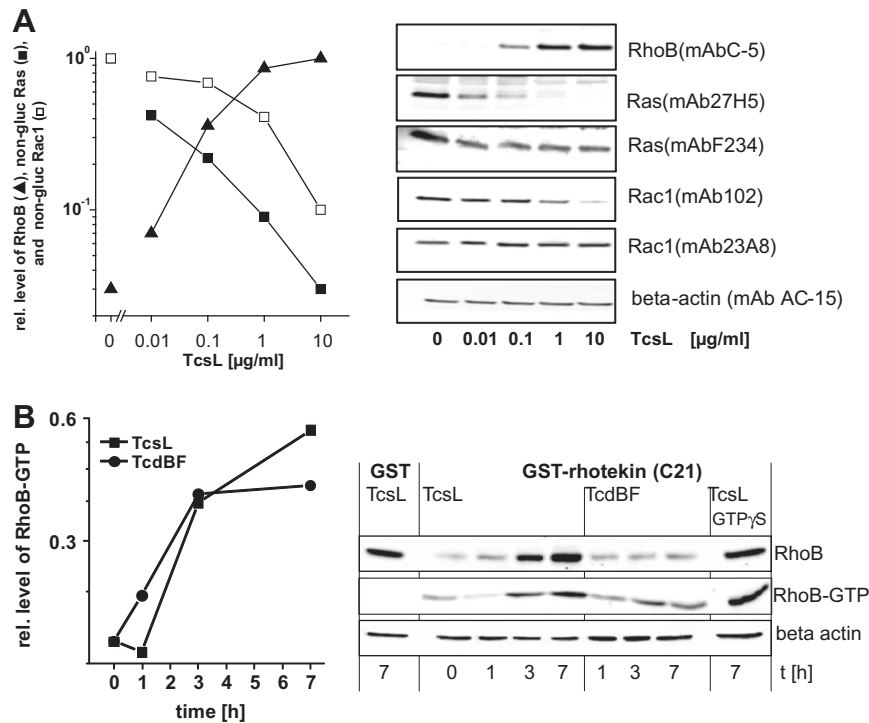 A
rel. level of RhoB (▲), non-gluc Ras (■),
and non-gluc Rac1 (□)
10⁰
10⁻¹
0 0.01 0.1 1 10
TcsL [µg/ml]
RhoB(mAbC-5)
Ras(mAb27H5)
Ras(mAbF234)
Rac1(mAb102)
Rac1(mAb23A8)
beta-actin (mAb AC-15)
0 0.01 0.1 1 10 TcsL [µg/ml]
B
rel. level of RhoB-GTP
0.6
0.3
TcsL
TcdBF
0 1 2 3 4 5 6 7
time [h]
GST GST-rhotekin (C21)
TcsL TcsL TcdBF TcsL
GTPγS
RhoB
RhoB-GTP
beta actin
7 0 1 3 7 1 3 7 7 t [h]